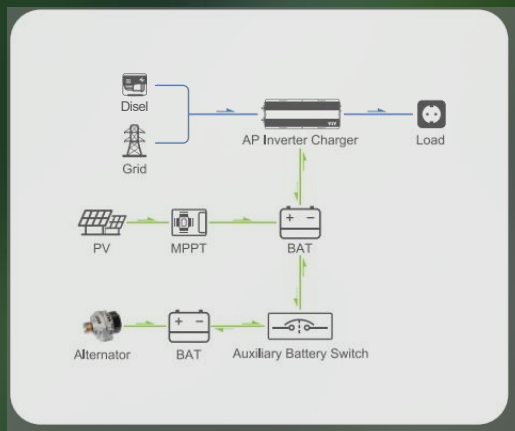 Disel
AP Inverter Charger
Load
Grid
PV
MPPT
BAT
Alternator
BAT
Auxiliary Battery Switch